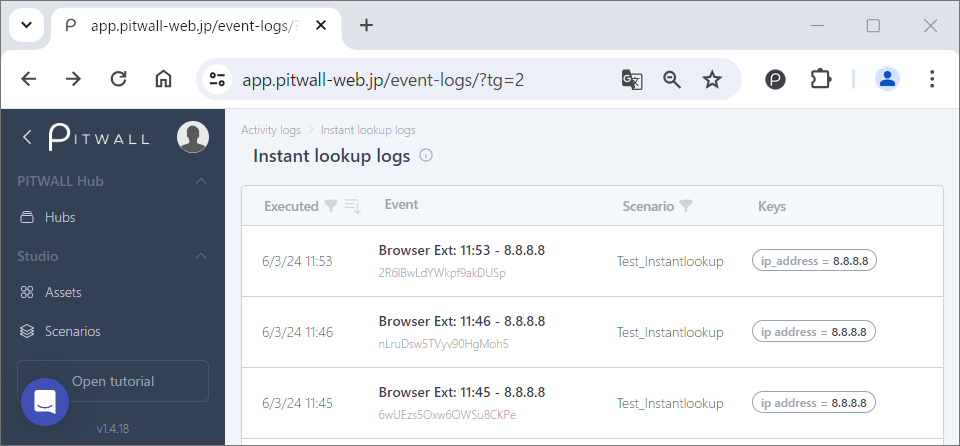 app.pitwall-web.jp/event-logs/?
app.pitwall-web.jp/event-logs/?tg=2
PITWALL
PITWALL Hub
Hubs
Studio
Assets
Scenarios
Open tutorial
v1.4.18
Activity logs > Instant lookup logs
Instant lookup logs
Executed Event Scenario Keys
6/3/24 11:53 Browser Ext: 11:53 - 8.8.8.8 Test_Instantlookup ip_address = 8.8.8.8
2R6IBwLdYWkpf9akDUSp
6/3/24 11:46 Browser Ext: 11:46 - 8.8.8.8 Test_Instantlookup ip address = 8.8.8.8
nLruDsw5TVyv90HgMoh5
6/3/24 11:45 Browser Ext: 11:45 - 8.8.8.8 Test_Instantlookup ip address = 8.8.8.8
6wUEzs5Oxw6OWSu8CKPe